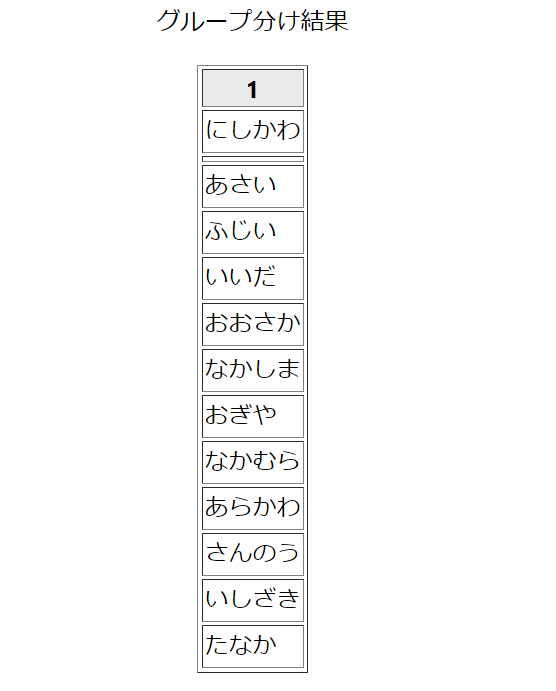 グループ分け結果
1
にしかわ
あさい
ふじい
いいだ
おおさか
なかしま
おぎや
なかむら
あらかわ
さんのう
いしざき
たなか